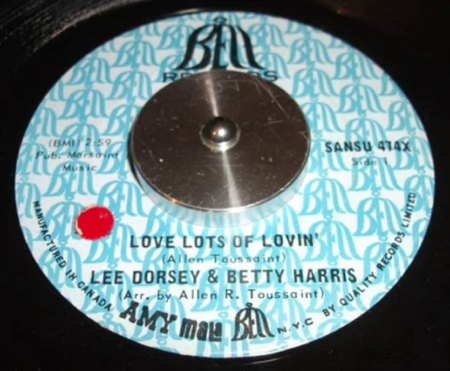 BELL
RECORDS
(BMI) 2:59
Pub. Marsaint
Music
SANSU 474X
Side 1
LOVE LOTS OF LOVIN'
(Allen Toussaint)
LEE DORSEY & BETTY HARRIS
(Arr. by Allen R. Toussaint)
AMY mala BELL N.Y.C
MANUFACTURED IN CANADA BY QUALITY RECORDS LIMITED